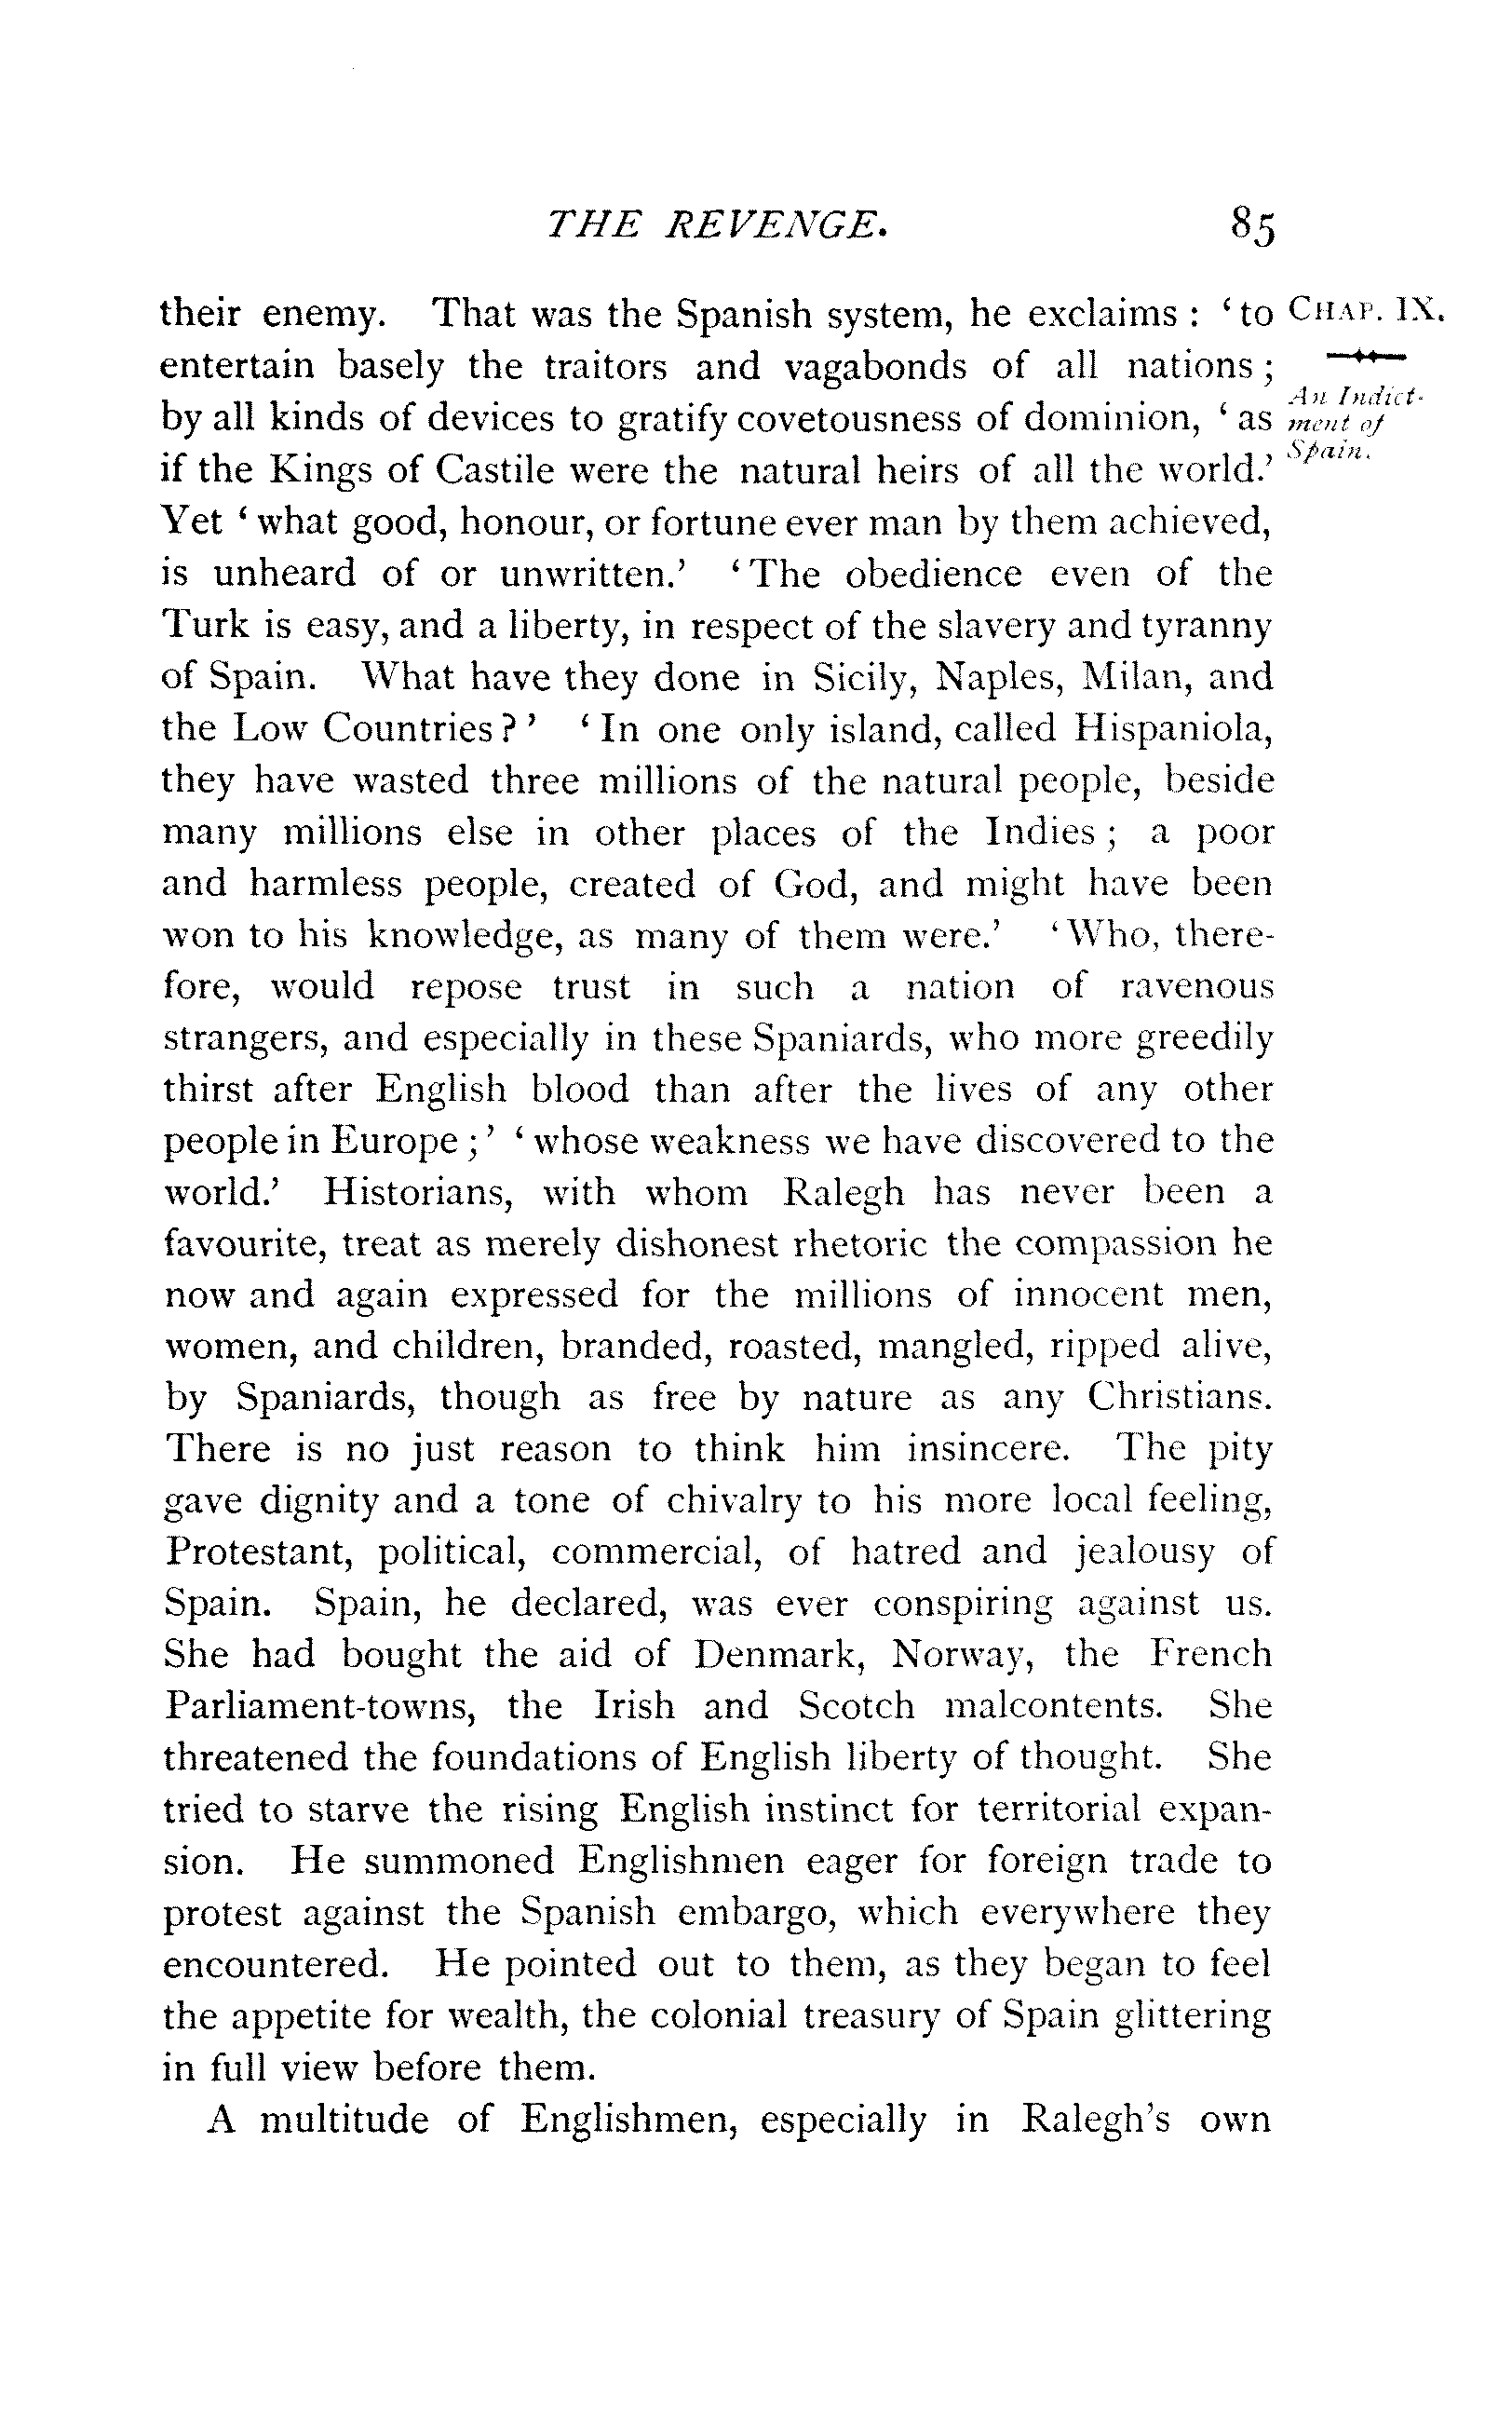 THE REVENGE. 85
their enemy. That was the Spanish system, he exclaims : ‘ to CHAP. IX.
entertain basely the traitors and vagabonds of all nations ;
An Indict-
by all kinds of devices to gratify covetousness of dominion, ‘ as ment of
if the Kings of Castile were the natural heirs of all the world.’ Spain.
Yet ‘ what good, honour, or fortune ever man by them achieved,
is unheard of or unwritten.’ ‘ The obedience even of the
Turk is easy, and a liberty, in respect of the slavery and tyranny
of Spain. What have they done in Sicily, Naples, Milan, and
the Low Countries ? ’ ‘ In one only island, called Hispaniola,
they have wasted three millions of the natural people, beside
many millions else in other places of the Indies ; a poor
and harmless people, created of God, and might have been
won to his knowledge, as many of them were.’ ‘ Who, there-
fore, would repose trust in such a nation of ravenous
strangers, and especially in these Spaniards, who more greedily
thirst after English blood than after the lives of any other
people in Europe ; ’ ‘ whose weakness we have discovered to the
world.’ Historians, with whom Ralegh has never been a
favourite, treat as merely dishonest rhetoric the compassion he
now and again expressed for the millions of innocent men,
women, and children, branded, roasted, mangled, ripped alive,
by Spaniards, though as free by nature as any Christians.
There is no just reason to think him insincere. The pity
gave dignity and a tone of chivalry to his more local feeling,
Protestant, political, commercial, of hatred and jealousy of
Spain. Spain, he declared, was ever conspiring against us.
She had bought the aid of Denmark, Norway, the French
Parliament-towns, the Irish and Scotch malcontents. She
threatened the foundations of English liberty of thought. She
tried to starve the rising English instinct for territorial expan-
sion. He summoned Englishmen eager for foreign trade to
protest against the Spanish embargo, which everywhere they
encountered. He pointed out to them, as they began to feel
the appetite for wealth, the colonial treasury of Spain glittering
in full view before them.
A multitude of Englishmen, especially in Ralegh’s own